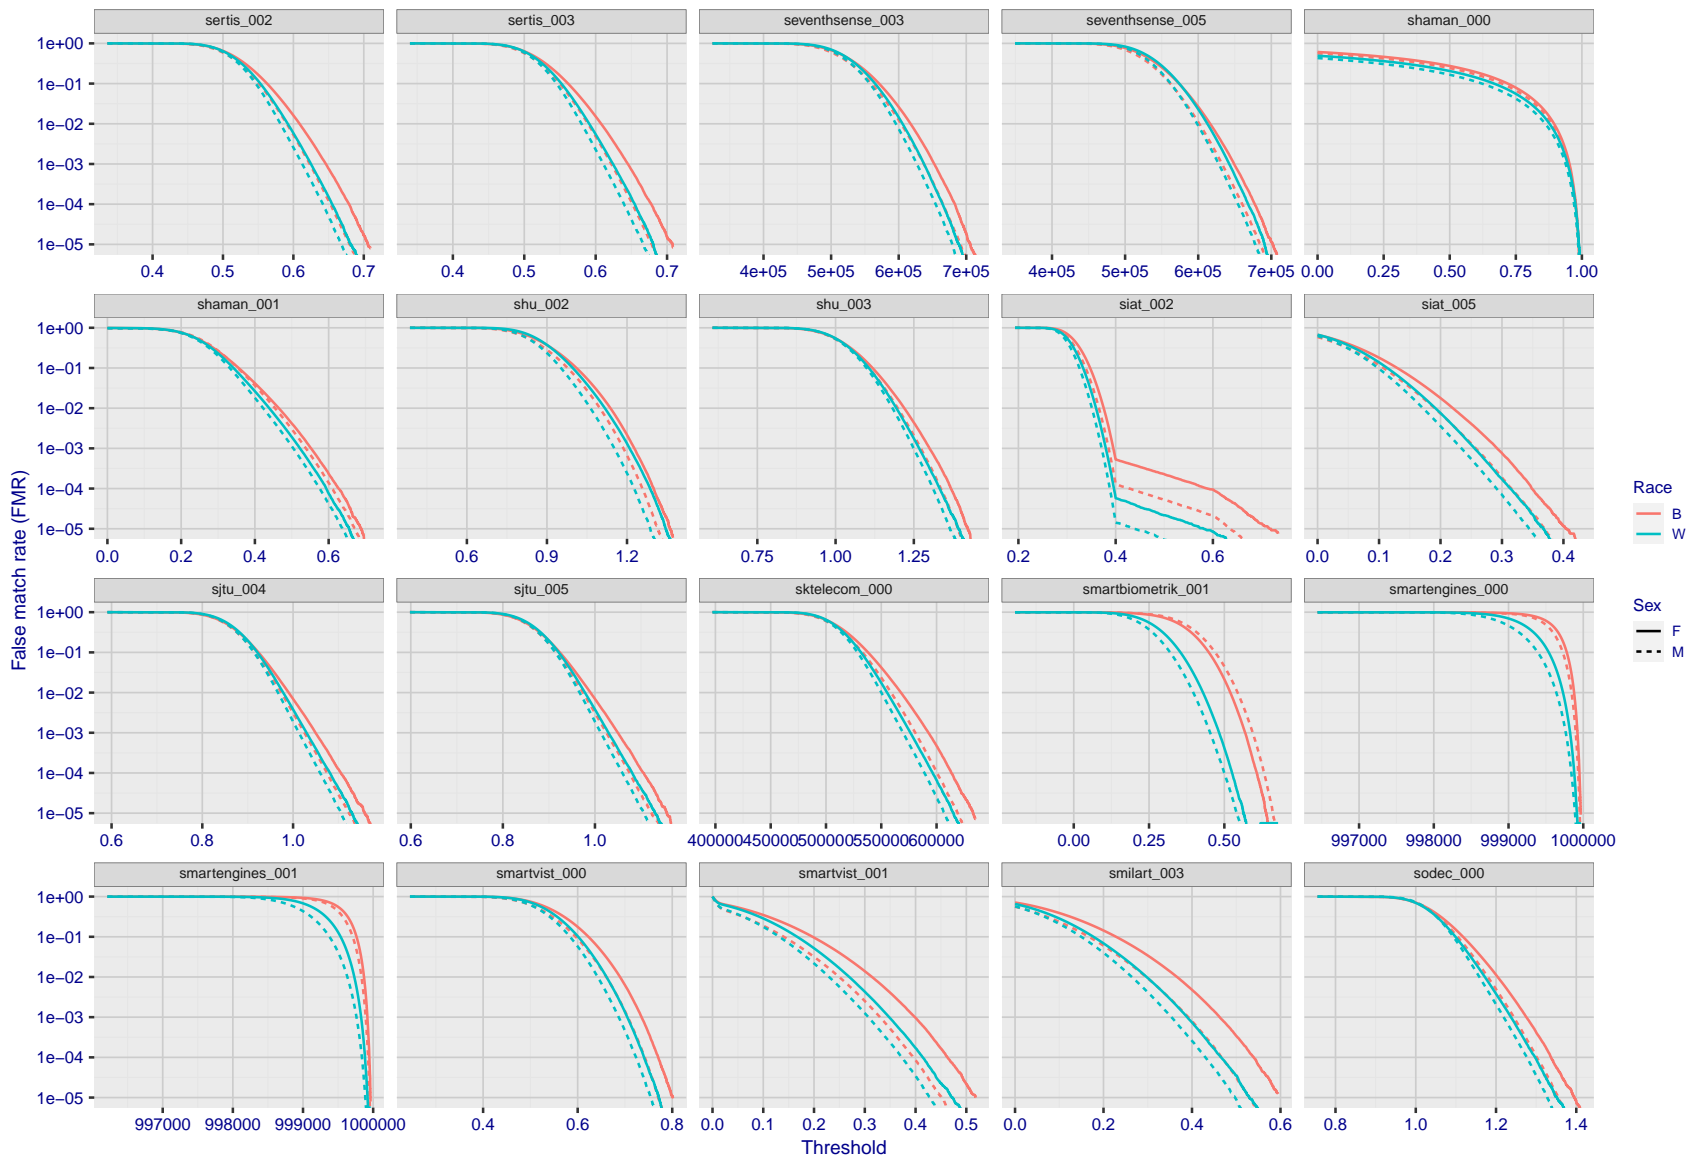 sertis_002 sertis_003 seventhsense_003 seventhsense_005 shaman_000
1e+00
1e−01
1e−02
1e−03
1e−04
1e−05
0.4 0.5 0.6 0.7 0.4 0.5 0.6 0.7 4e+05 5e+05 6e+05 7e+05 4e+05 5e+05 6e+05 7e+05 0.00 0.25 0.50 0.75 1.00
shaman_001 shu_002 shu_003 siat_002 siat_005
1e+00
1e−01
1e−02
1e−03
1e−04
1e−05
0.0 0.2 0.4 0.6 0.6 0.9 1.2 0.75 1.00 1.25 0.2 0.4 0.6 0.0 0.1 0.2 0.3 0.4
sjtu_004 sjtu_005 sktelecom_000 smartbiometrik_001 smartengines_000
1e+00
1e−01
1e−02
1e−03
1e−04
1e−05
0.6 0.8 1.0 0.6 0.8 1.0 400000 450000 500000 550000 600000 0.00 0.25 0.50 997000 998000 999000 1000000
smartengines_001 smartvist_000 smartvist_001 smilart_003 sodec_000
1e+00
1e−01
1e−02
1e−03
1e−04
1e−05
997000 998000 999000 1000000 0.4 0.6 0.8 0.0 0.1 0.2 0.3 0.4 0.5 0.0 0.2 0.4 0.6 0.8 1.0 1.2 1.4
Threshold
False match rate (FMR)
Race
B
W
Sex
F
M